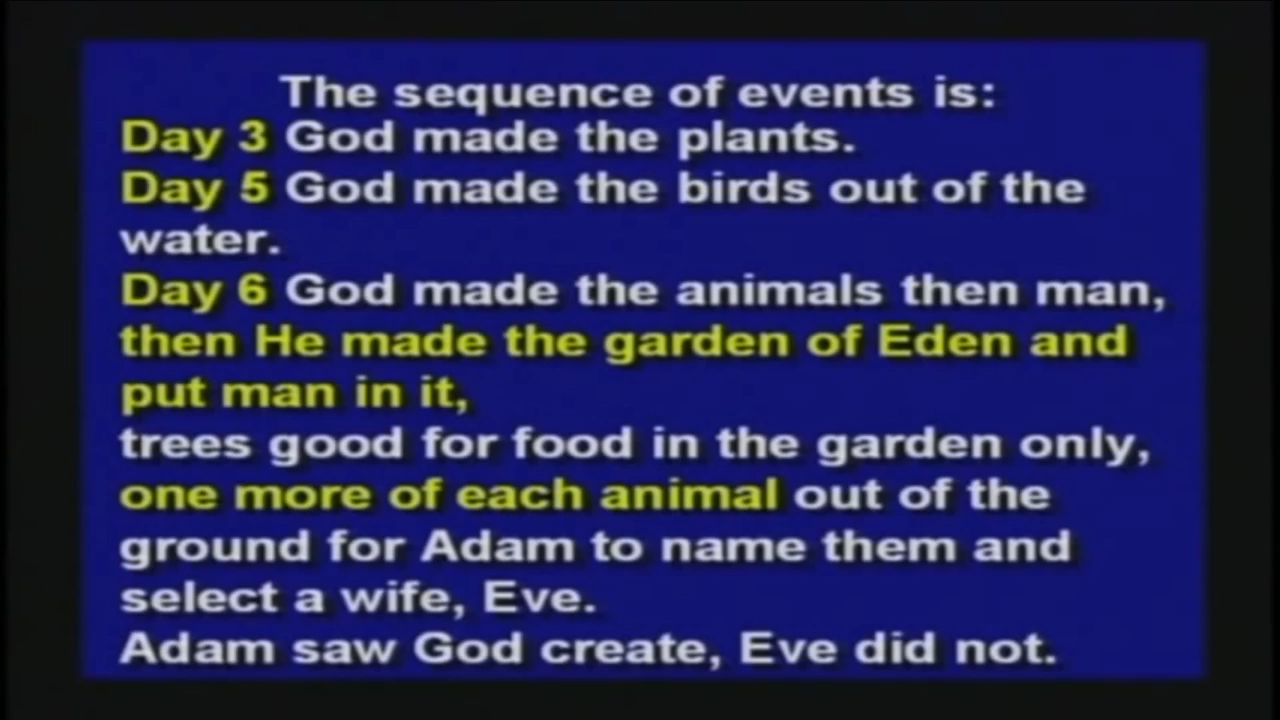 The sequence of events is:
Day 3 God made the plants.
Day 5 God made the birds out of the
water.
Day 6 God made the animals then man,
then He made the garden of Eden and
put man in it,
trees good for food in the garden only,
one more of each animal out of the
ground for Adam to name them and
select a wife, Eve.
Adam saw God create, Eve did not.